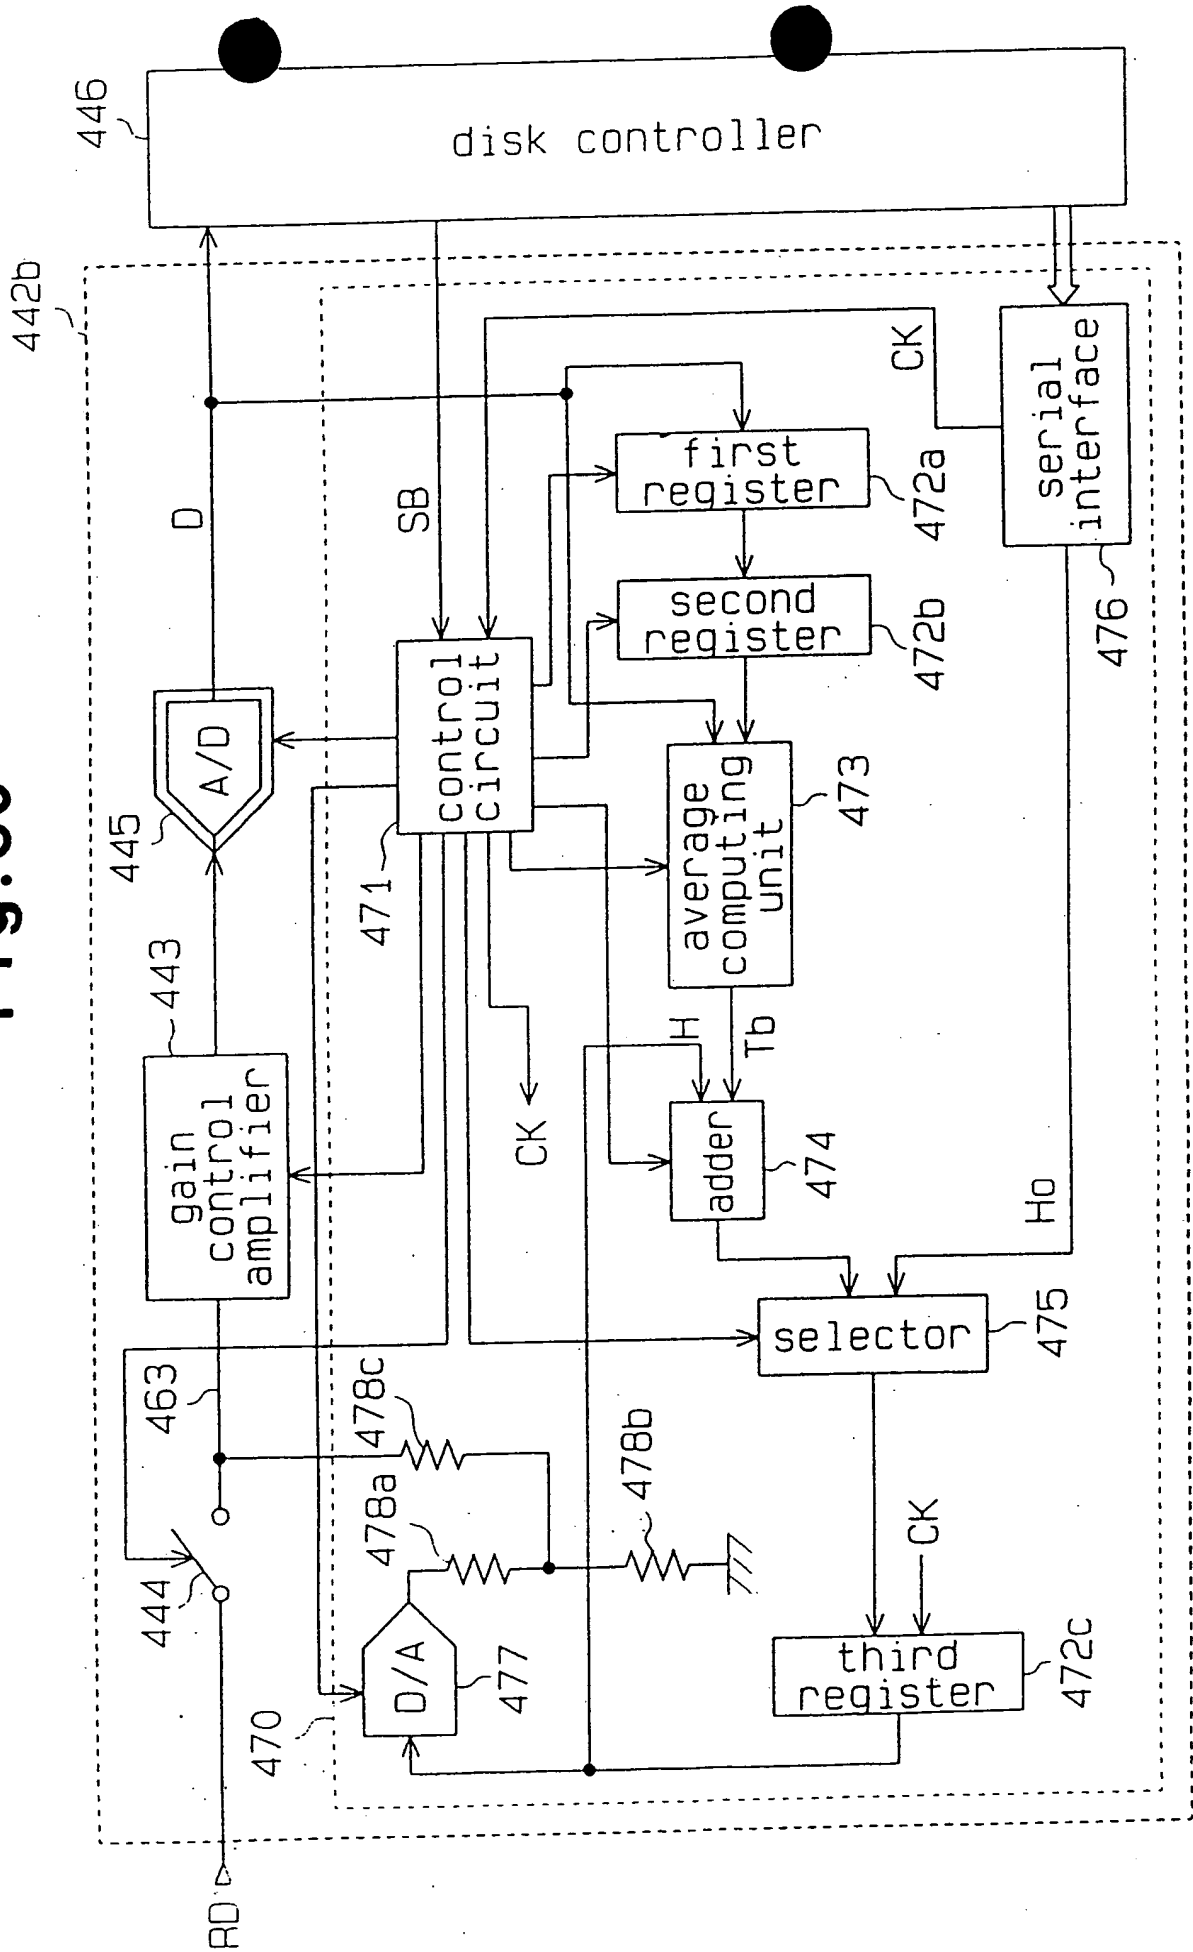 442b
446
disk controller
D
SB
445
A/D
443
gain
control
amplifier
463
444
RD
471
control
circuit
CK
first
register
472a
second
register
472b
average
computing
unit
473
H
Tb
adder
474
CK
serial
interface
476
Ho
selector
475
CK
third
register
472c
478c
478a
478b
D/A
477
470